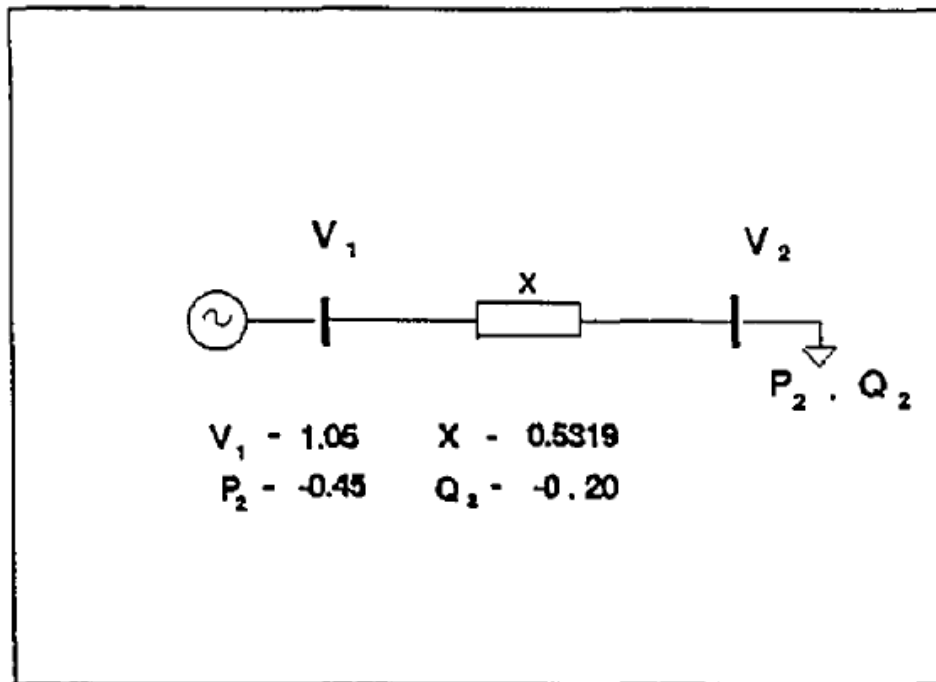 V₁ V₂
X
P₂ . Q₂
V₁ - 1.05 X - 0.5319
P₂ - -0.45 Q₂ - -0.20